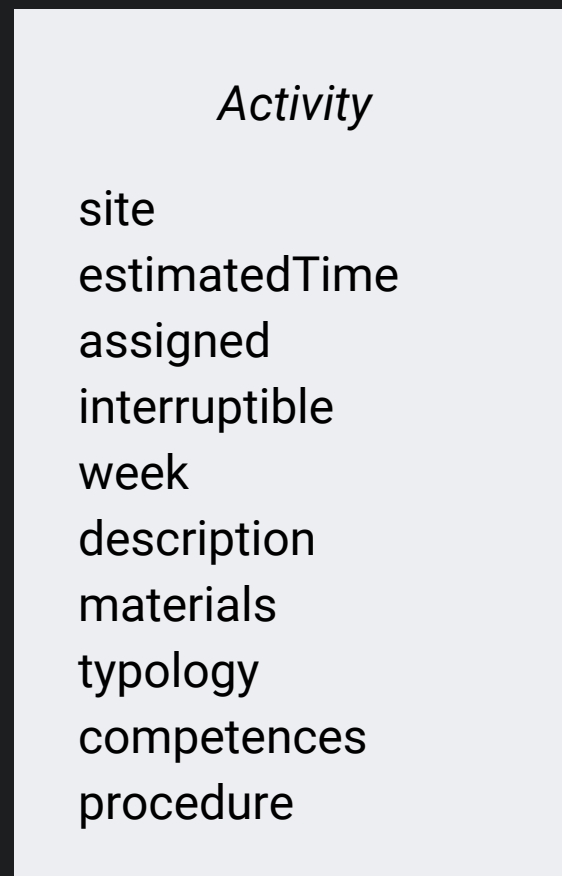 Activity
site
estimatedTime
assigned
interruptible
week
description
materials
typology
competences
procedure